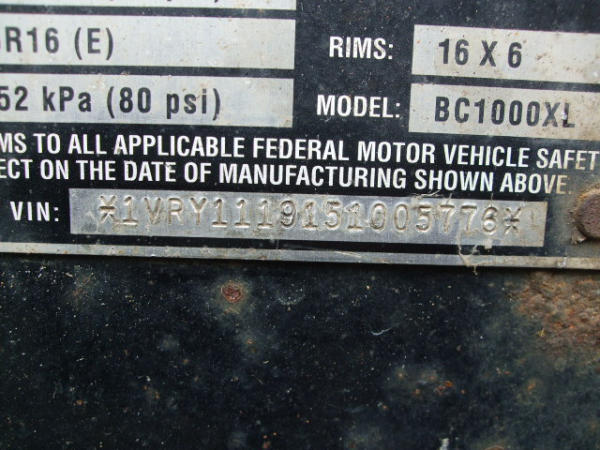 R16 (E)
RIMS: 16 X 6
52 kPa (80 psi)
MODEL: BC1000XL
MS TO ALL APPLICABLE FEDERAL MOTOR VEHICLE SAFET
ECT ON THE DATE OF MANUFACTURING SHOWN ABOVE.
VIN: *1VRY1119151005776*